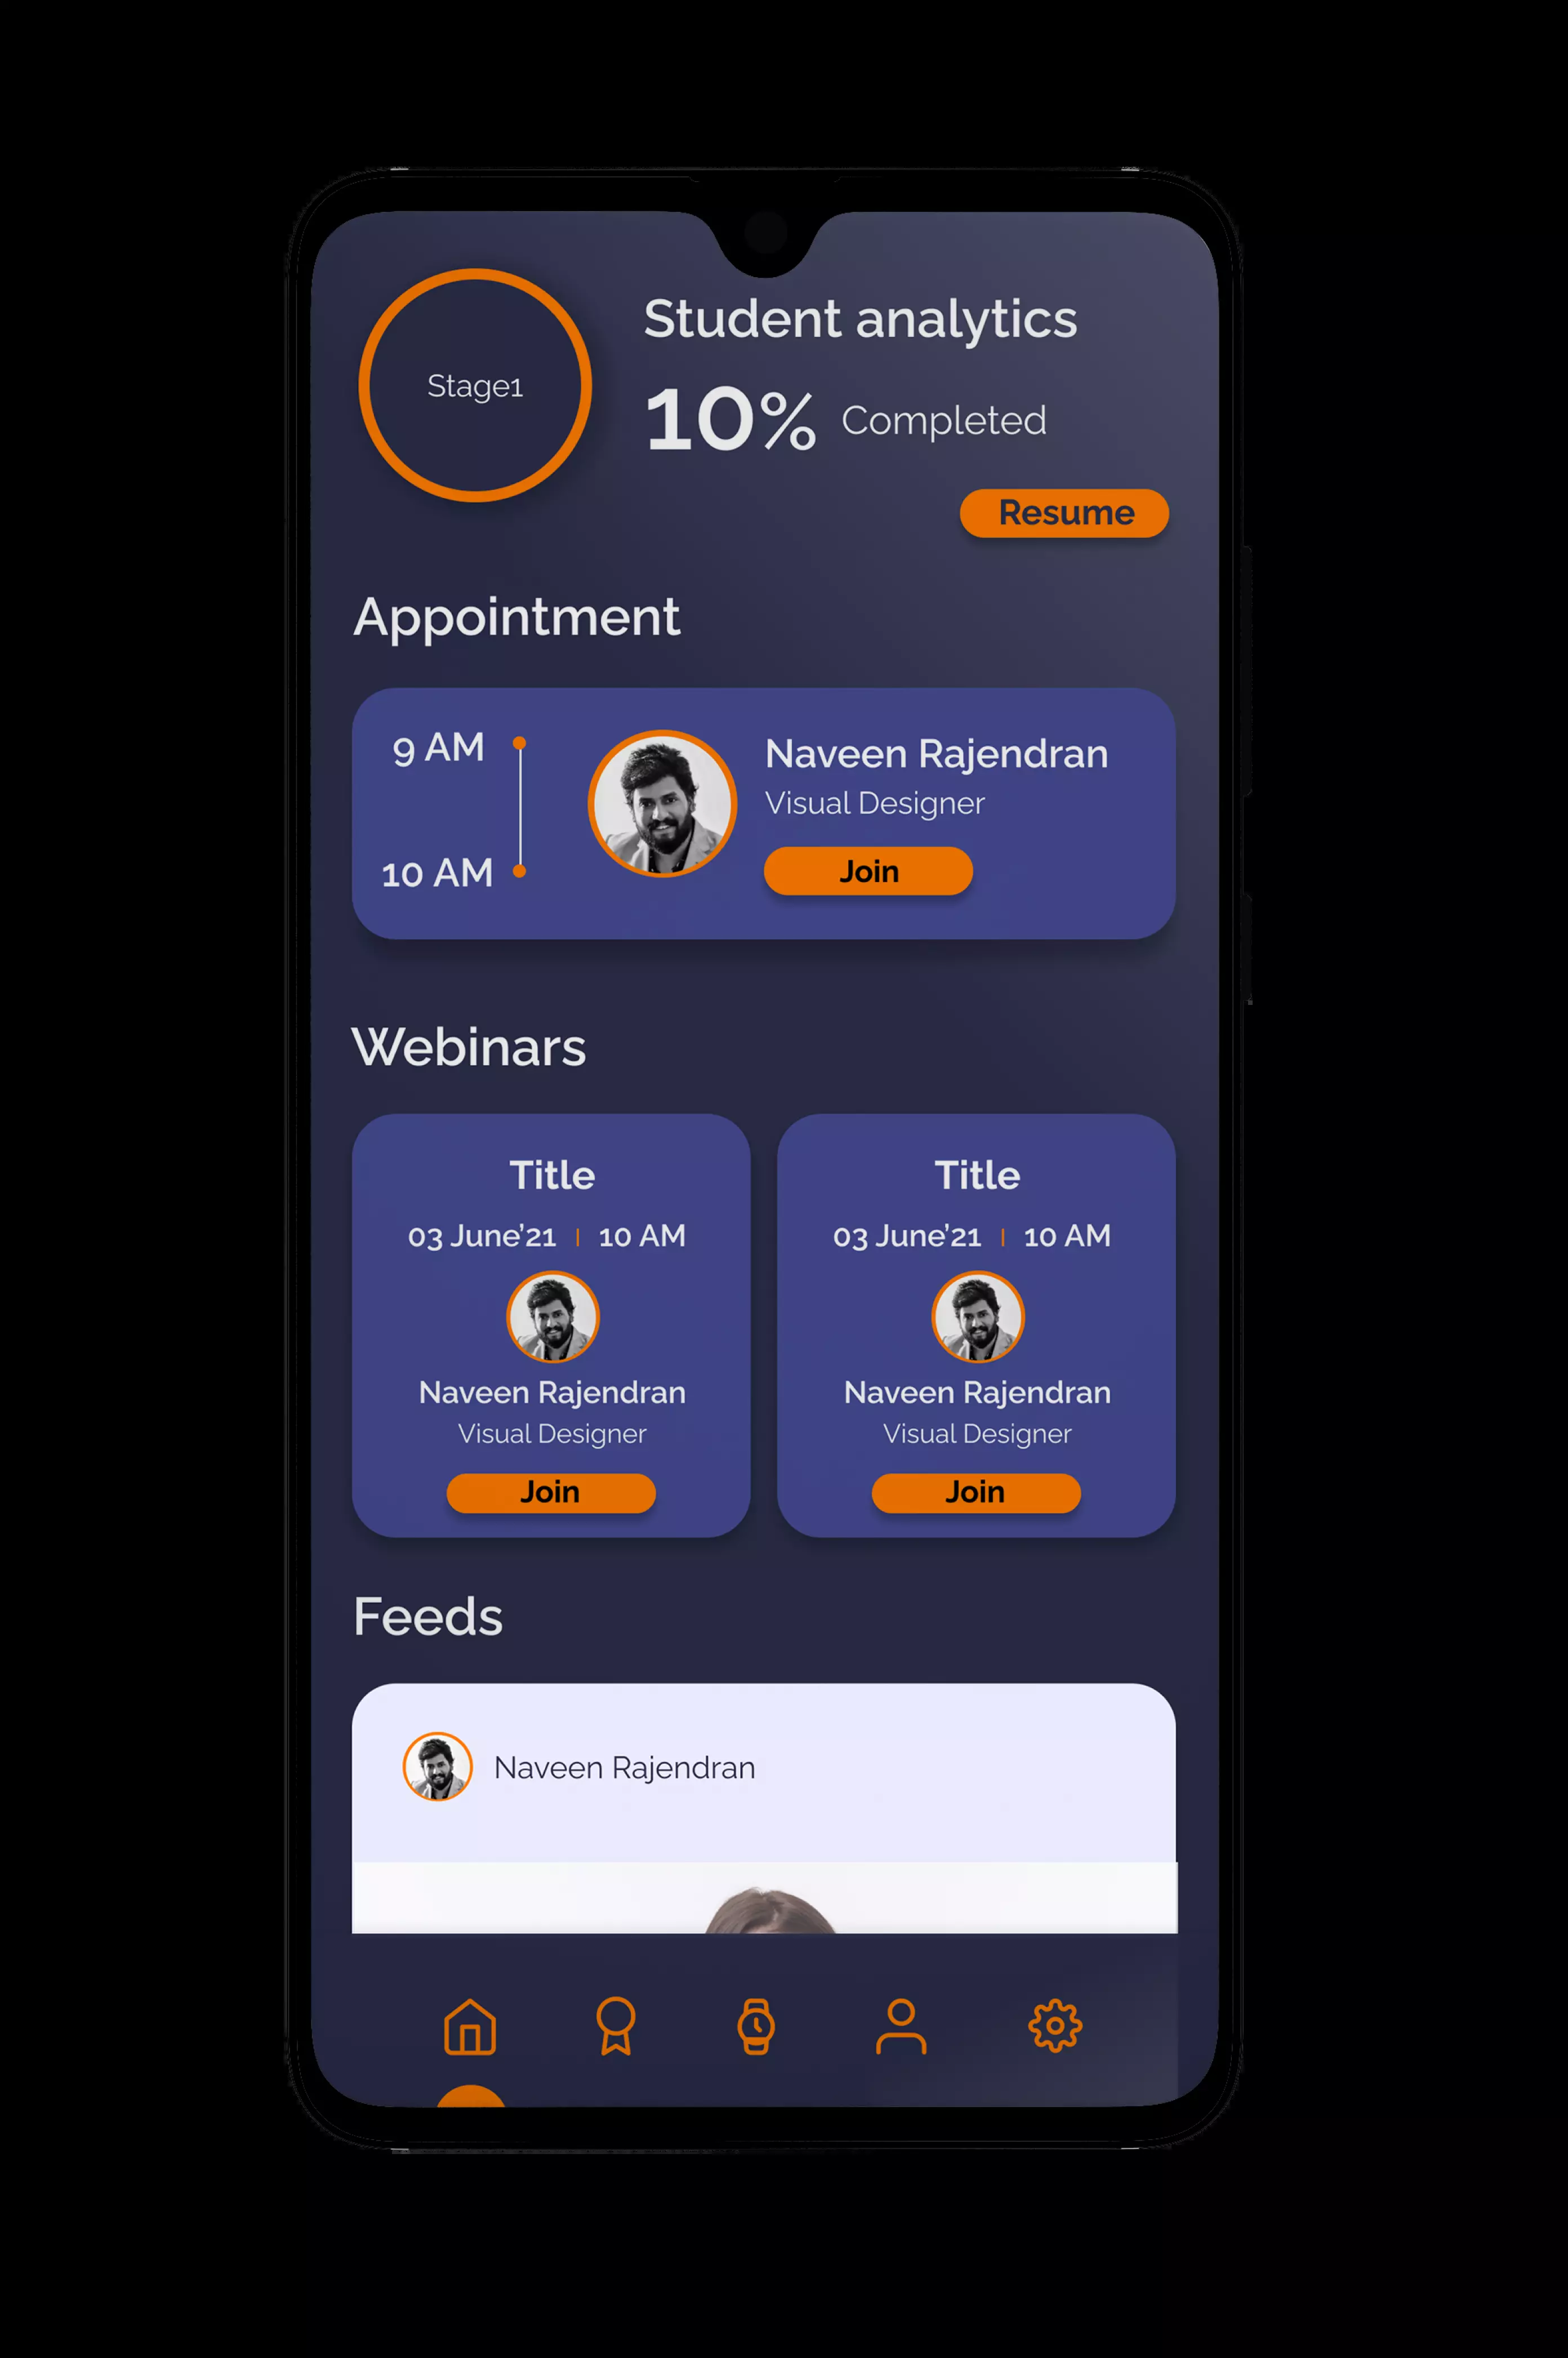 Stage1
Student analytics
10% Completed
Resume
Appointment
9 AM
10 AM
Naveen Rajendran
Visual Designer
Join
Webinars
Title
03 June’21 | 10 AM
Naveen Rajendran
Visual Designer
Join
Title
03 June’21 | 10 AM
Naveen Rajendran
Visual Designer
Join
Feeds
Naveen Rajendran